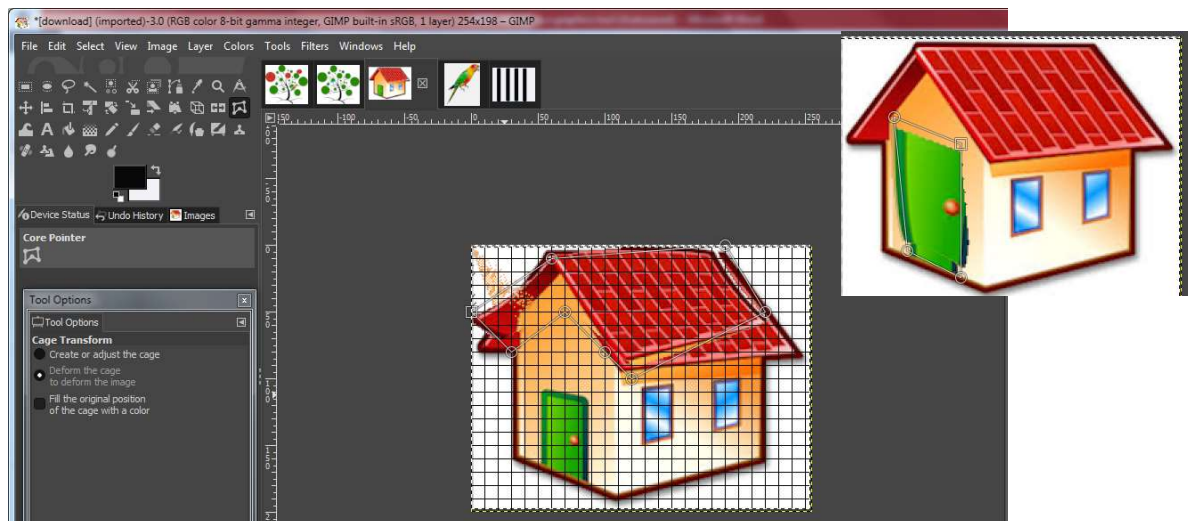 *[download] (imported)-3.0 (RGB color 8-bit gamma integer, GIMP built-in sRGB, 1 layer) 254x198 – GIMP
File Edit Select View Image Layer Colors Tools Filters Windows Help
-100 -50 0 50 100 150 200 250
Device Status Undo History Images
Core Pointer
Tool Options
Tool Options
Cage Transform
Create or adjust the cage
Deform the cage
to deform the image
Fill the original position
of the cage with a color